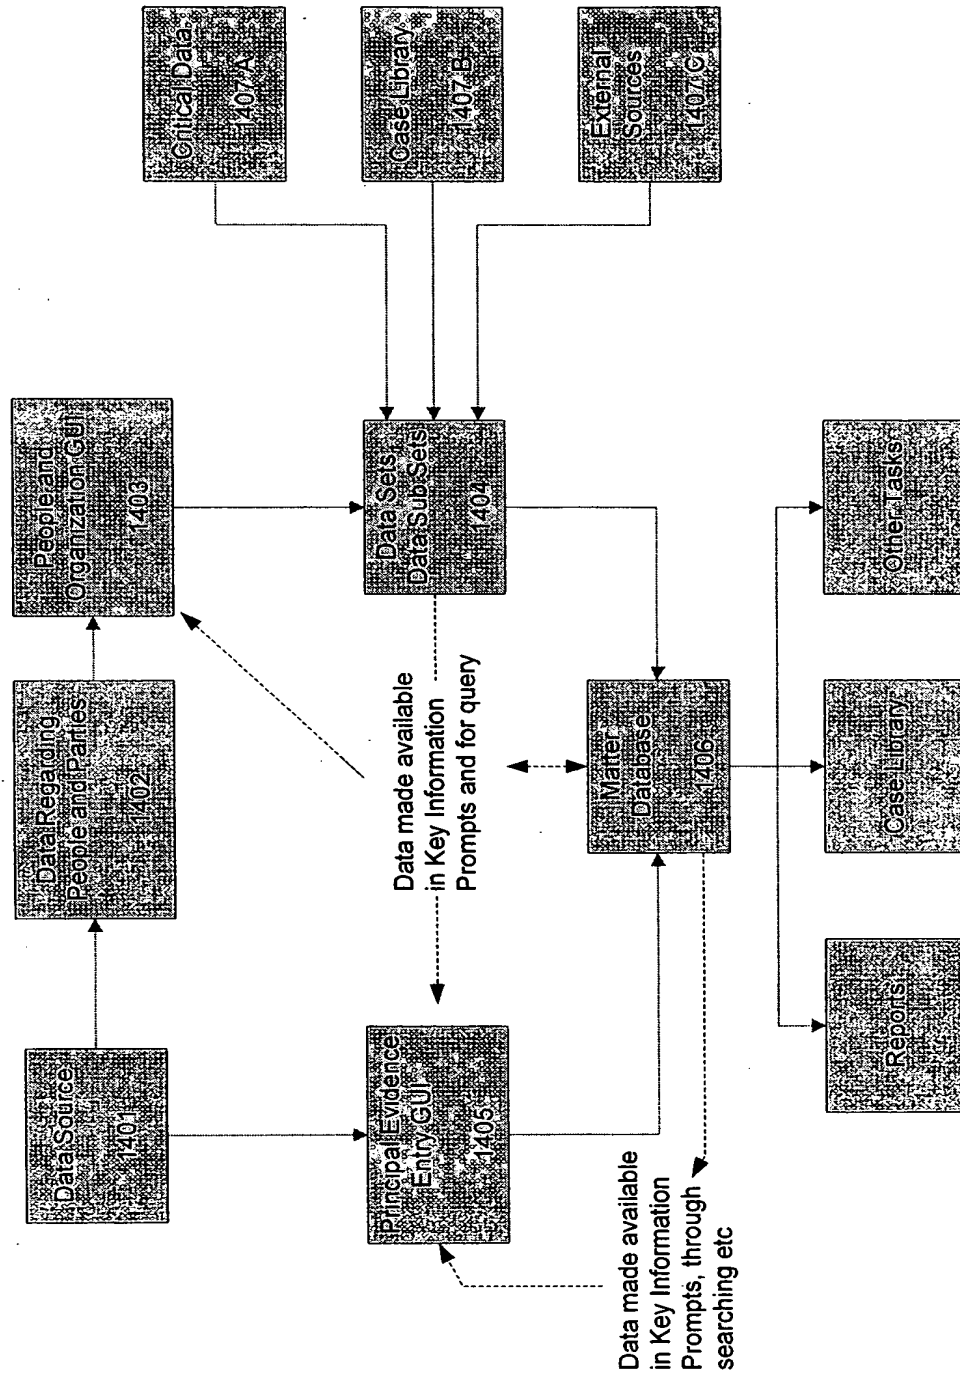 Data Source
1401
Data Regarding
People and Parties
1402
People and
Organization GUI
1403
Critical Data
1407 A
Principal Evidence
Entry GUI
1405
Data made available
in Key Information
Prompts and for query
Data Sets
Data Sub Sets
1404
Case Library
1407 B
Data made available
in Key Information
Prompts, through
searching etc
Matter
Database
1406
External
Sources
1407 C
Reports
Case Library
Other Tasks